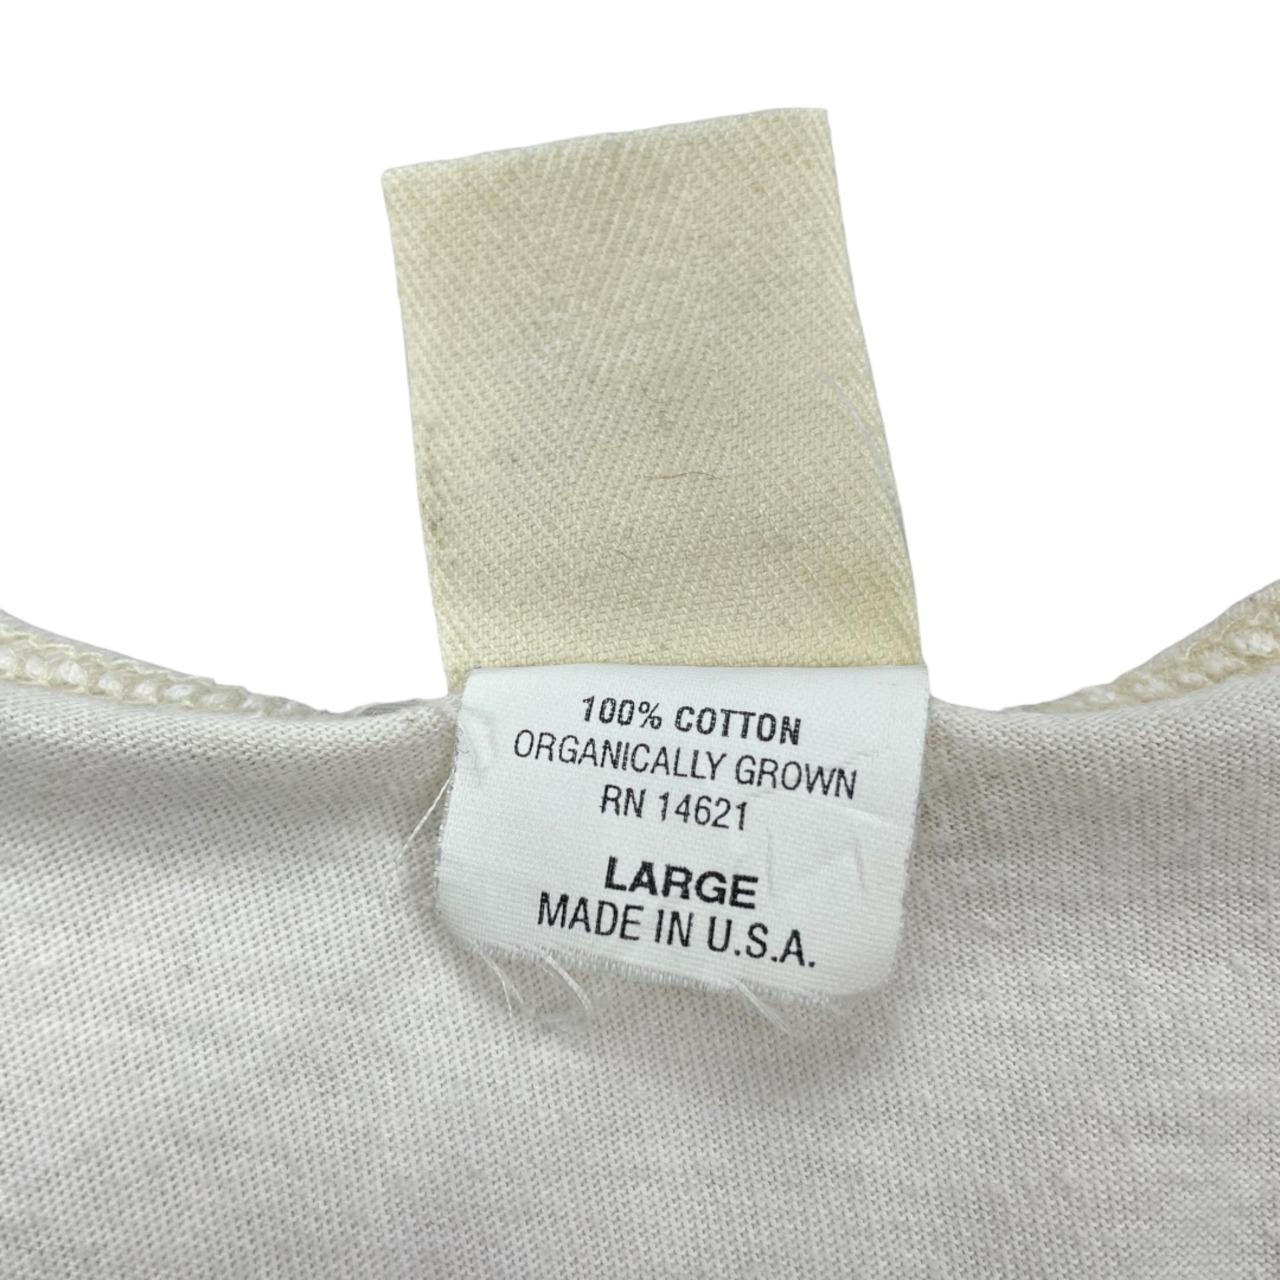 100% COTTON
ORGANICALLY GROWN
RN 14621
LARGE
MADE IN U.S.A.